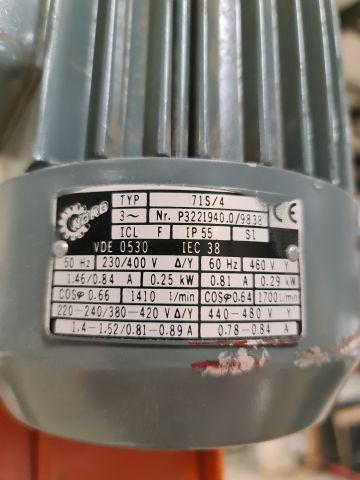 NORD
TYP 71S/4
3~ Nr. P3221940.0/9838 CE
ICL F IP 55 S1
VDE 0530 IEC 38
50 Hz 230/400 V Δ/Y 60 Hz 460 V Y
1.46/0.84 A 0.25 kW 0.81 A 0.29 kW
COSφ 0.66 1410 1/min COSφ 0.64 1700 1/min
220-240/380-420 V Δ/Y 440-480 V Y
1.4-1.52/0.81-0.89 A 0.78-0.84 A